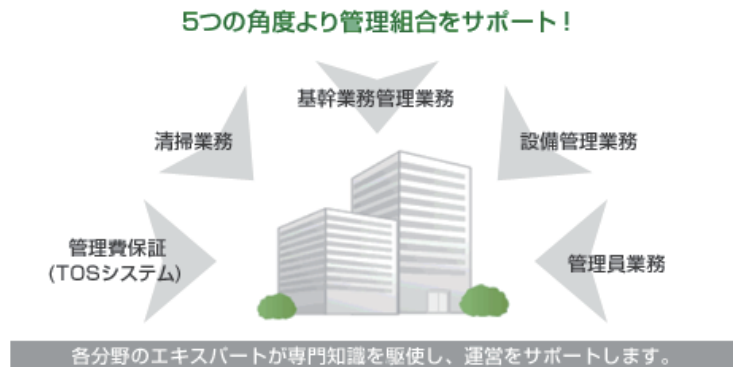 5つの角度より管理組合をサポート!
基幹業務管理業務
清掃業務
設備管理業務
管理費保証
(TOSシステム)
管理員業務
各分野のエキスパートが専門知識を駆使し、運営をサポートします。